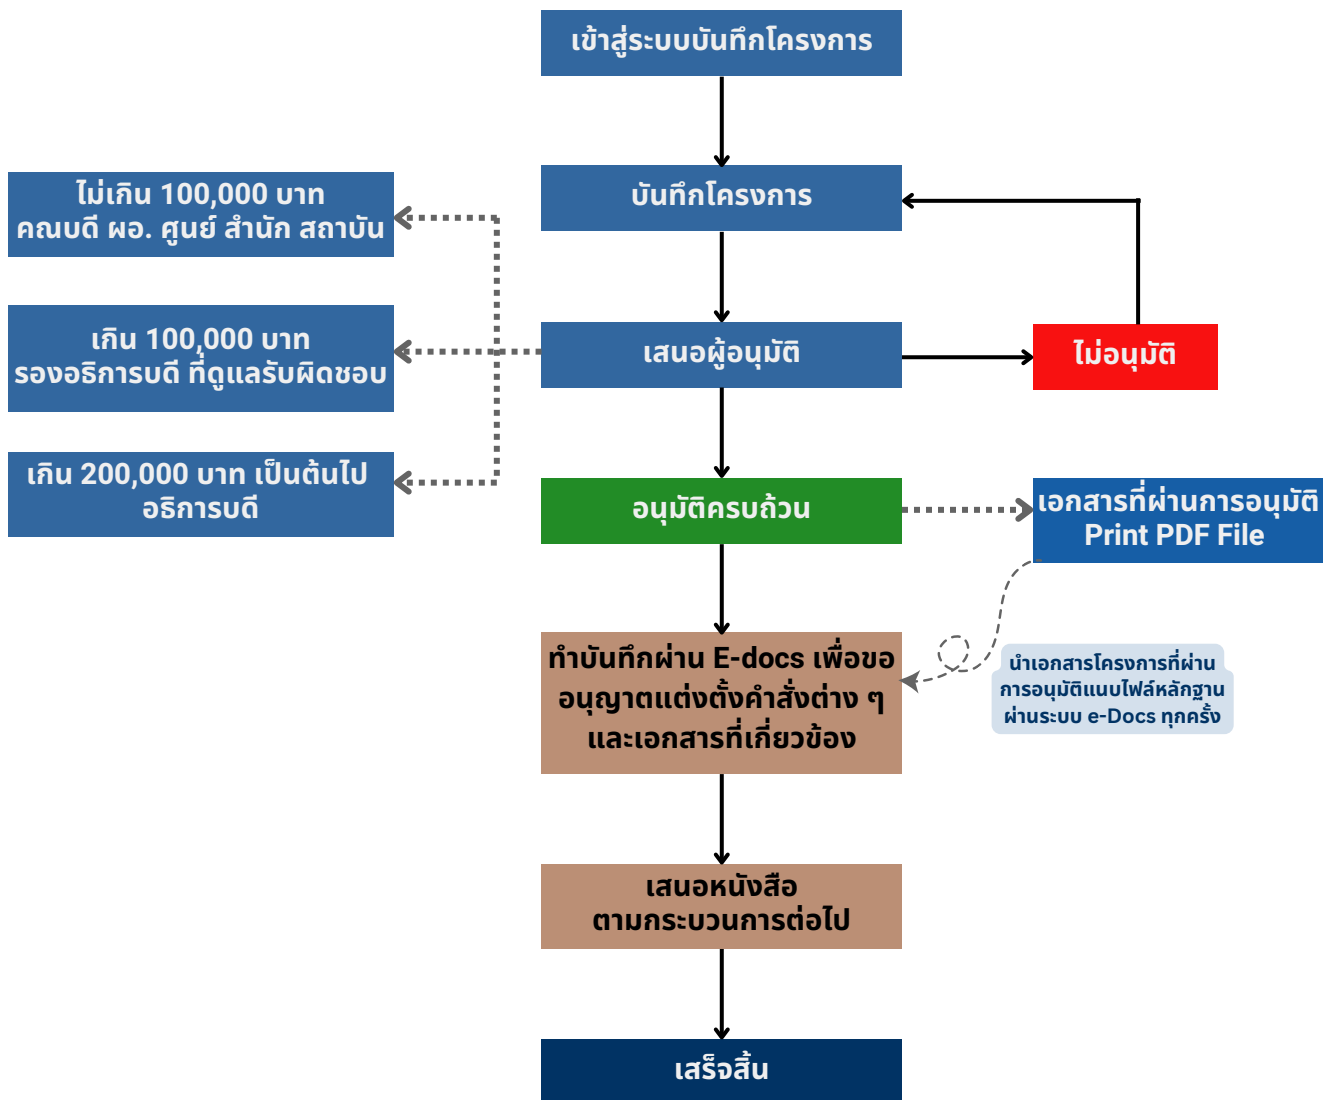 เข้าสู่ระบบบันทึกโครงการ
บันทึกโครงการ
ไม่เกิน 100,000 บาท
คณบดี ผอ. ศูนย์ สำนัก สถาบัน
เกิน 100,000 บาท
รองอธิการบดี ที่ดูแลรับผิดชอบ
เสนอผู้อนุมัติ
ไม่อนุมัติ
เกิน 200,000 บาท เป็นต้นไป
อธิการบดี
อนุมัติครบถ้วน
เอกสารที่ผ่านการอนุมัติ
Print PDF File
ทำบันทึกผ่าน E-docs เพื่อขอ
อนุญาตแต่งตั้งคำสั่งต่าง ๆ
และเอกสารที่เกี่ยวข้อง
นำเอกสารโครงการที่ผ่าน
การอนุมัติแนบไฟล์หลักฐาน
ผ่านระบบ e-Docs ทุกครั้ง
เสนอหนังสือ
ตามกระบวนการต่อไป
เสร็จสิ้น